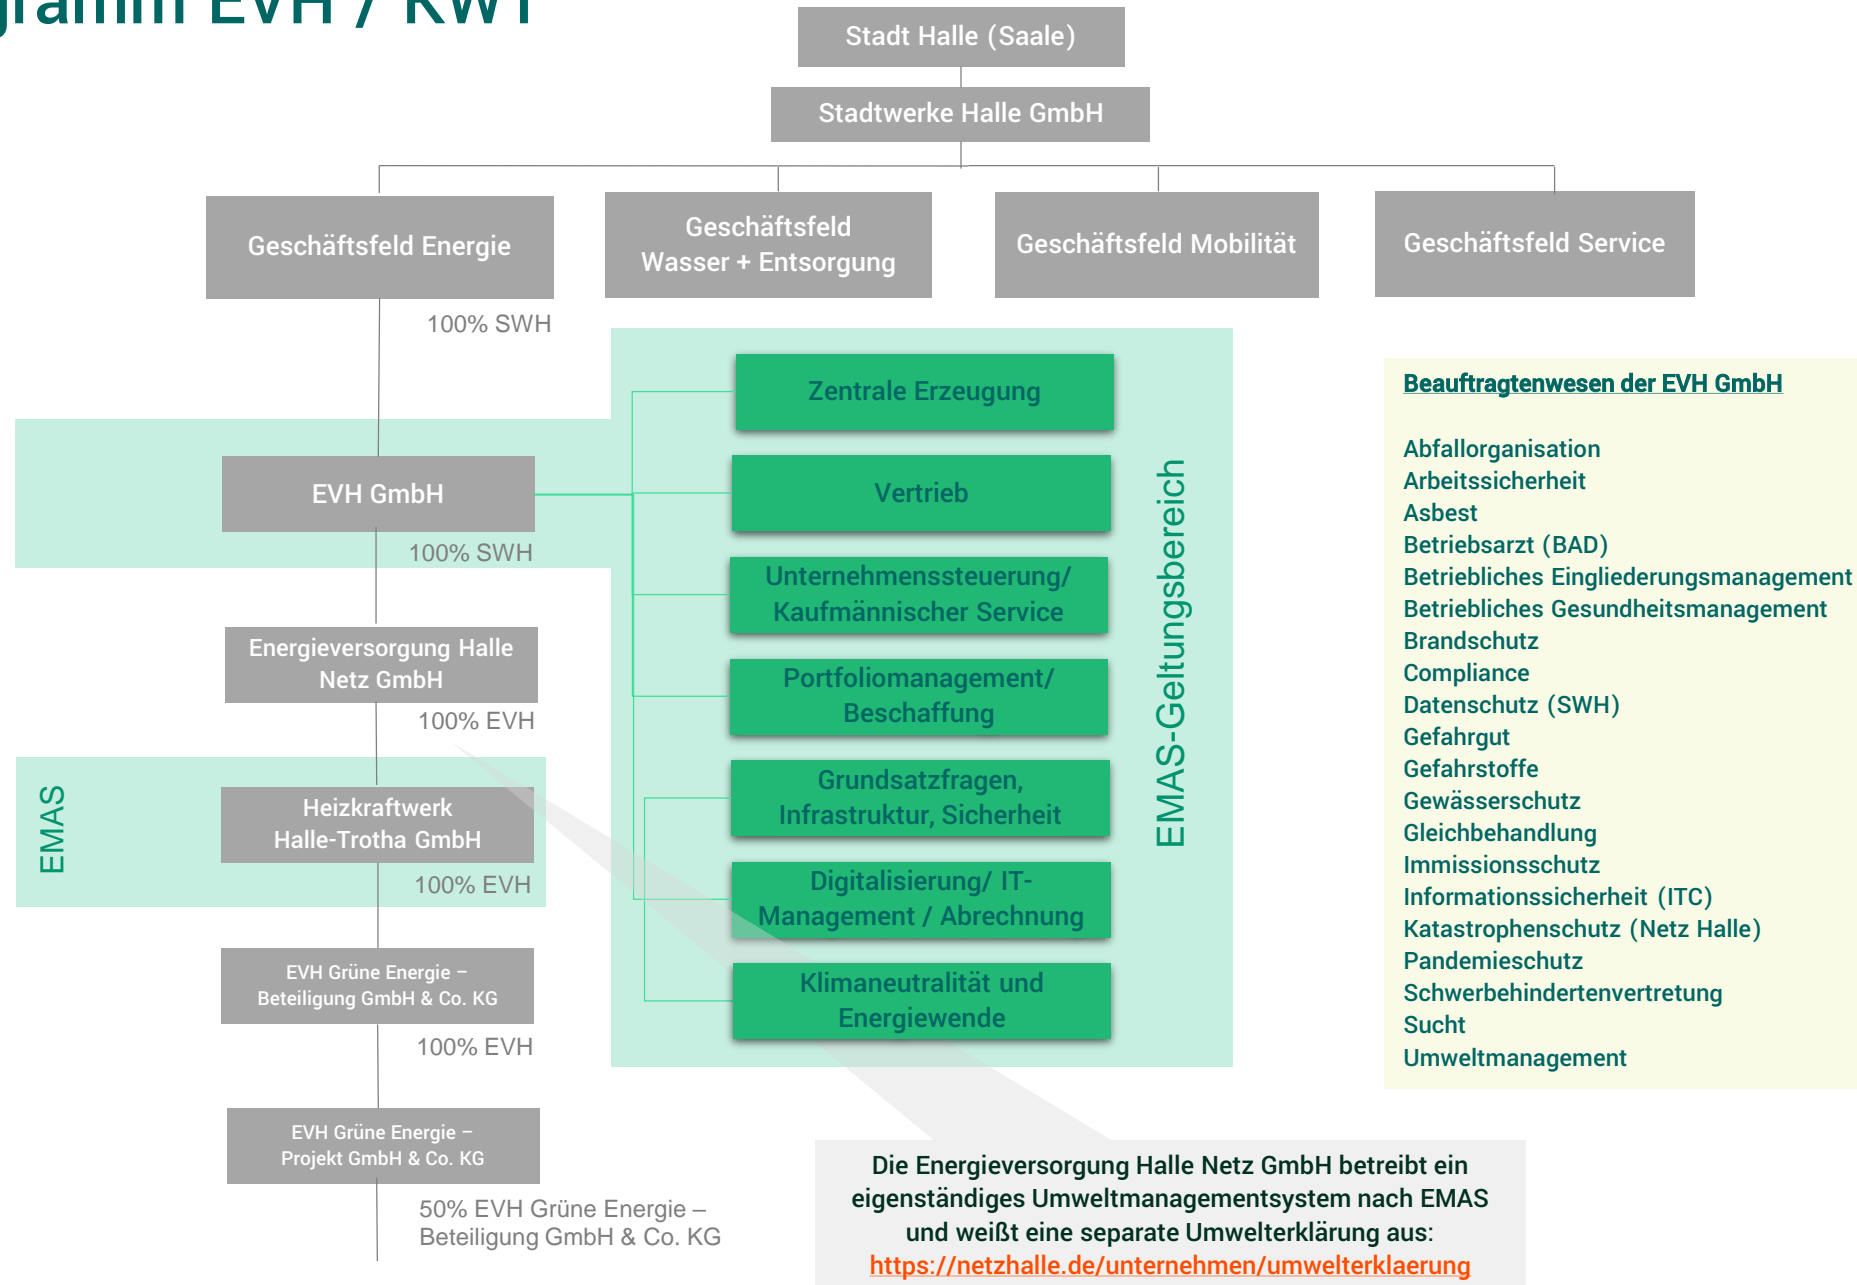 gramm EVH / KWT
Stadt Halle (Saale)
Stadtwerke Halle GmbH
Geschäftsfeld Energie
Geschäftsfeld
Wasser + Entsorgung
Geschäftsfeld Mobilität
Geschäftsfeld Service
100% SWH
EVH GmbH
100% SWH
Energieversorgung Halle
Netz GmbH
100% EVH
EMAS
Heizkraftwerk
Halle-Trotha GmbH
100% EVH
EVH Grüne Energie –
Beteiligung GmbH & Co. KG
100% EVH
EVH Grüne Energie –
Projekt GmbH & Co. KG
50% EVH Grüne Energie –
Beteiligung GmbH & Co. KG
Zentrale Erzeugung
Vertrieb
Unternehmenssteuerung/
Kaufmännischer Service
Portfoliomanagement/
Beschaffung
Grundsatzfragen,
Infrastruktur, Sicherheit
Digitalisierung/ IT-
Management / Abrechnung
Klimaneutralität und
Energiewende
EMAS-Geltungsbereich
Beauftragtenwesen der EVH GmbH
Abfallorganisation
Arbeitssicherheit
Asbest
Betriebsarzt (BAD)
Betriebliches Eingliederungsmanagement
Betriebliches Gesundheitsmanagement
Brandschutz
Compliance
Datenschutz (SWH)
Gefahrgut
Gefahrstoffe
Gewässerschutz
Gleichbehandlung
Immissionsschutz
Informationssicherheit (ITC)
Katastrophenschutz (Netz Halle)
Pandemieschutz
Schwerbehindertenvertretung
Sucht
Umweltmanagement
Die Energieversorgung Halle Netz GmbH betreibt ein
eigenständiges Umweltmanagementsystem nach EMAS
und weißt eine separate Umwelterklärung aus:
https://netzhalle.de/unternehmen/umwelterklaerung